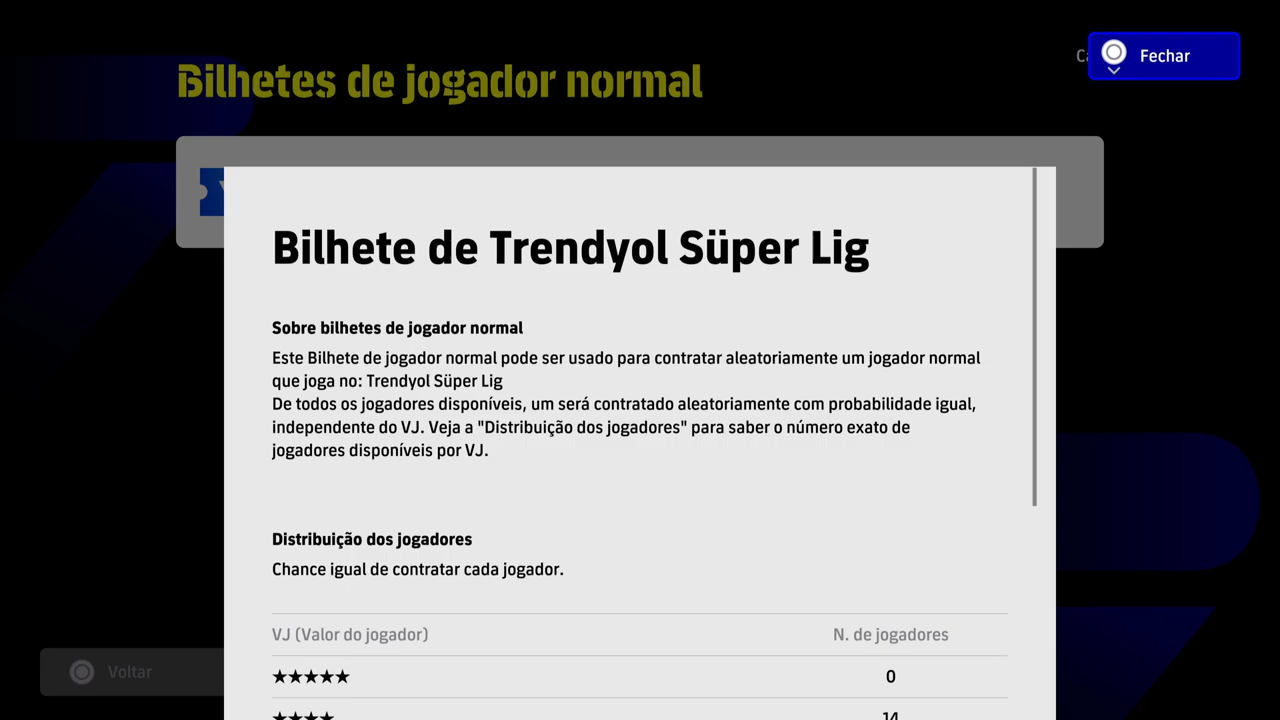 Bilhetes de jogador normal
Fechar
Bilhete de Trendyol Süper Lig
Sobre bilhetes de jogador normal
Este Bilhete de jogador normal pode ser usado para contratar aleatoriamente um jogador normal
que joga no: Trendyol Süper Lig
De todos os jogadores disponíveis, um será contratado aleatoriamente com probabilidade igual,
independente do VJ. Veja a "Distribuição dos jogadores" para saber o número exato de
jogadores disponíveis por VJ.
Distribuição dos jogadores
Chance igual de contratar cada jogador.
VJ (Valor do jogador) N. de jogadores
★★★★★ 0
★★★★ 14
Voltar